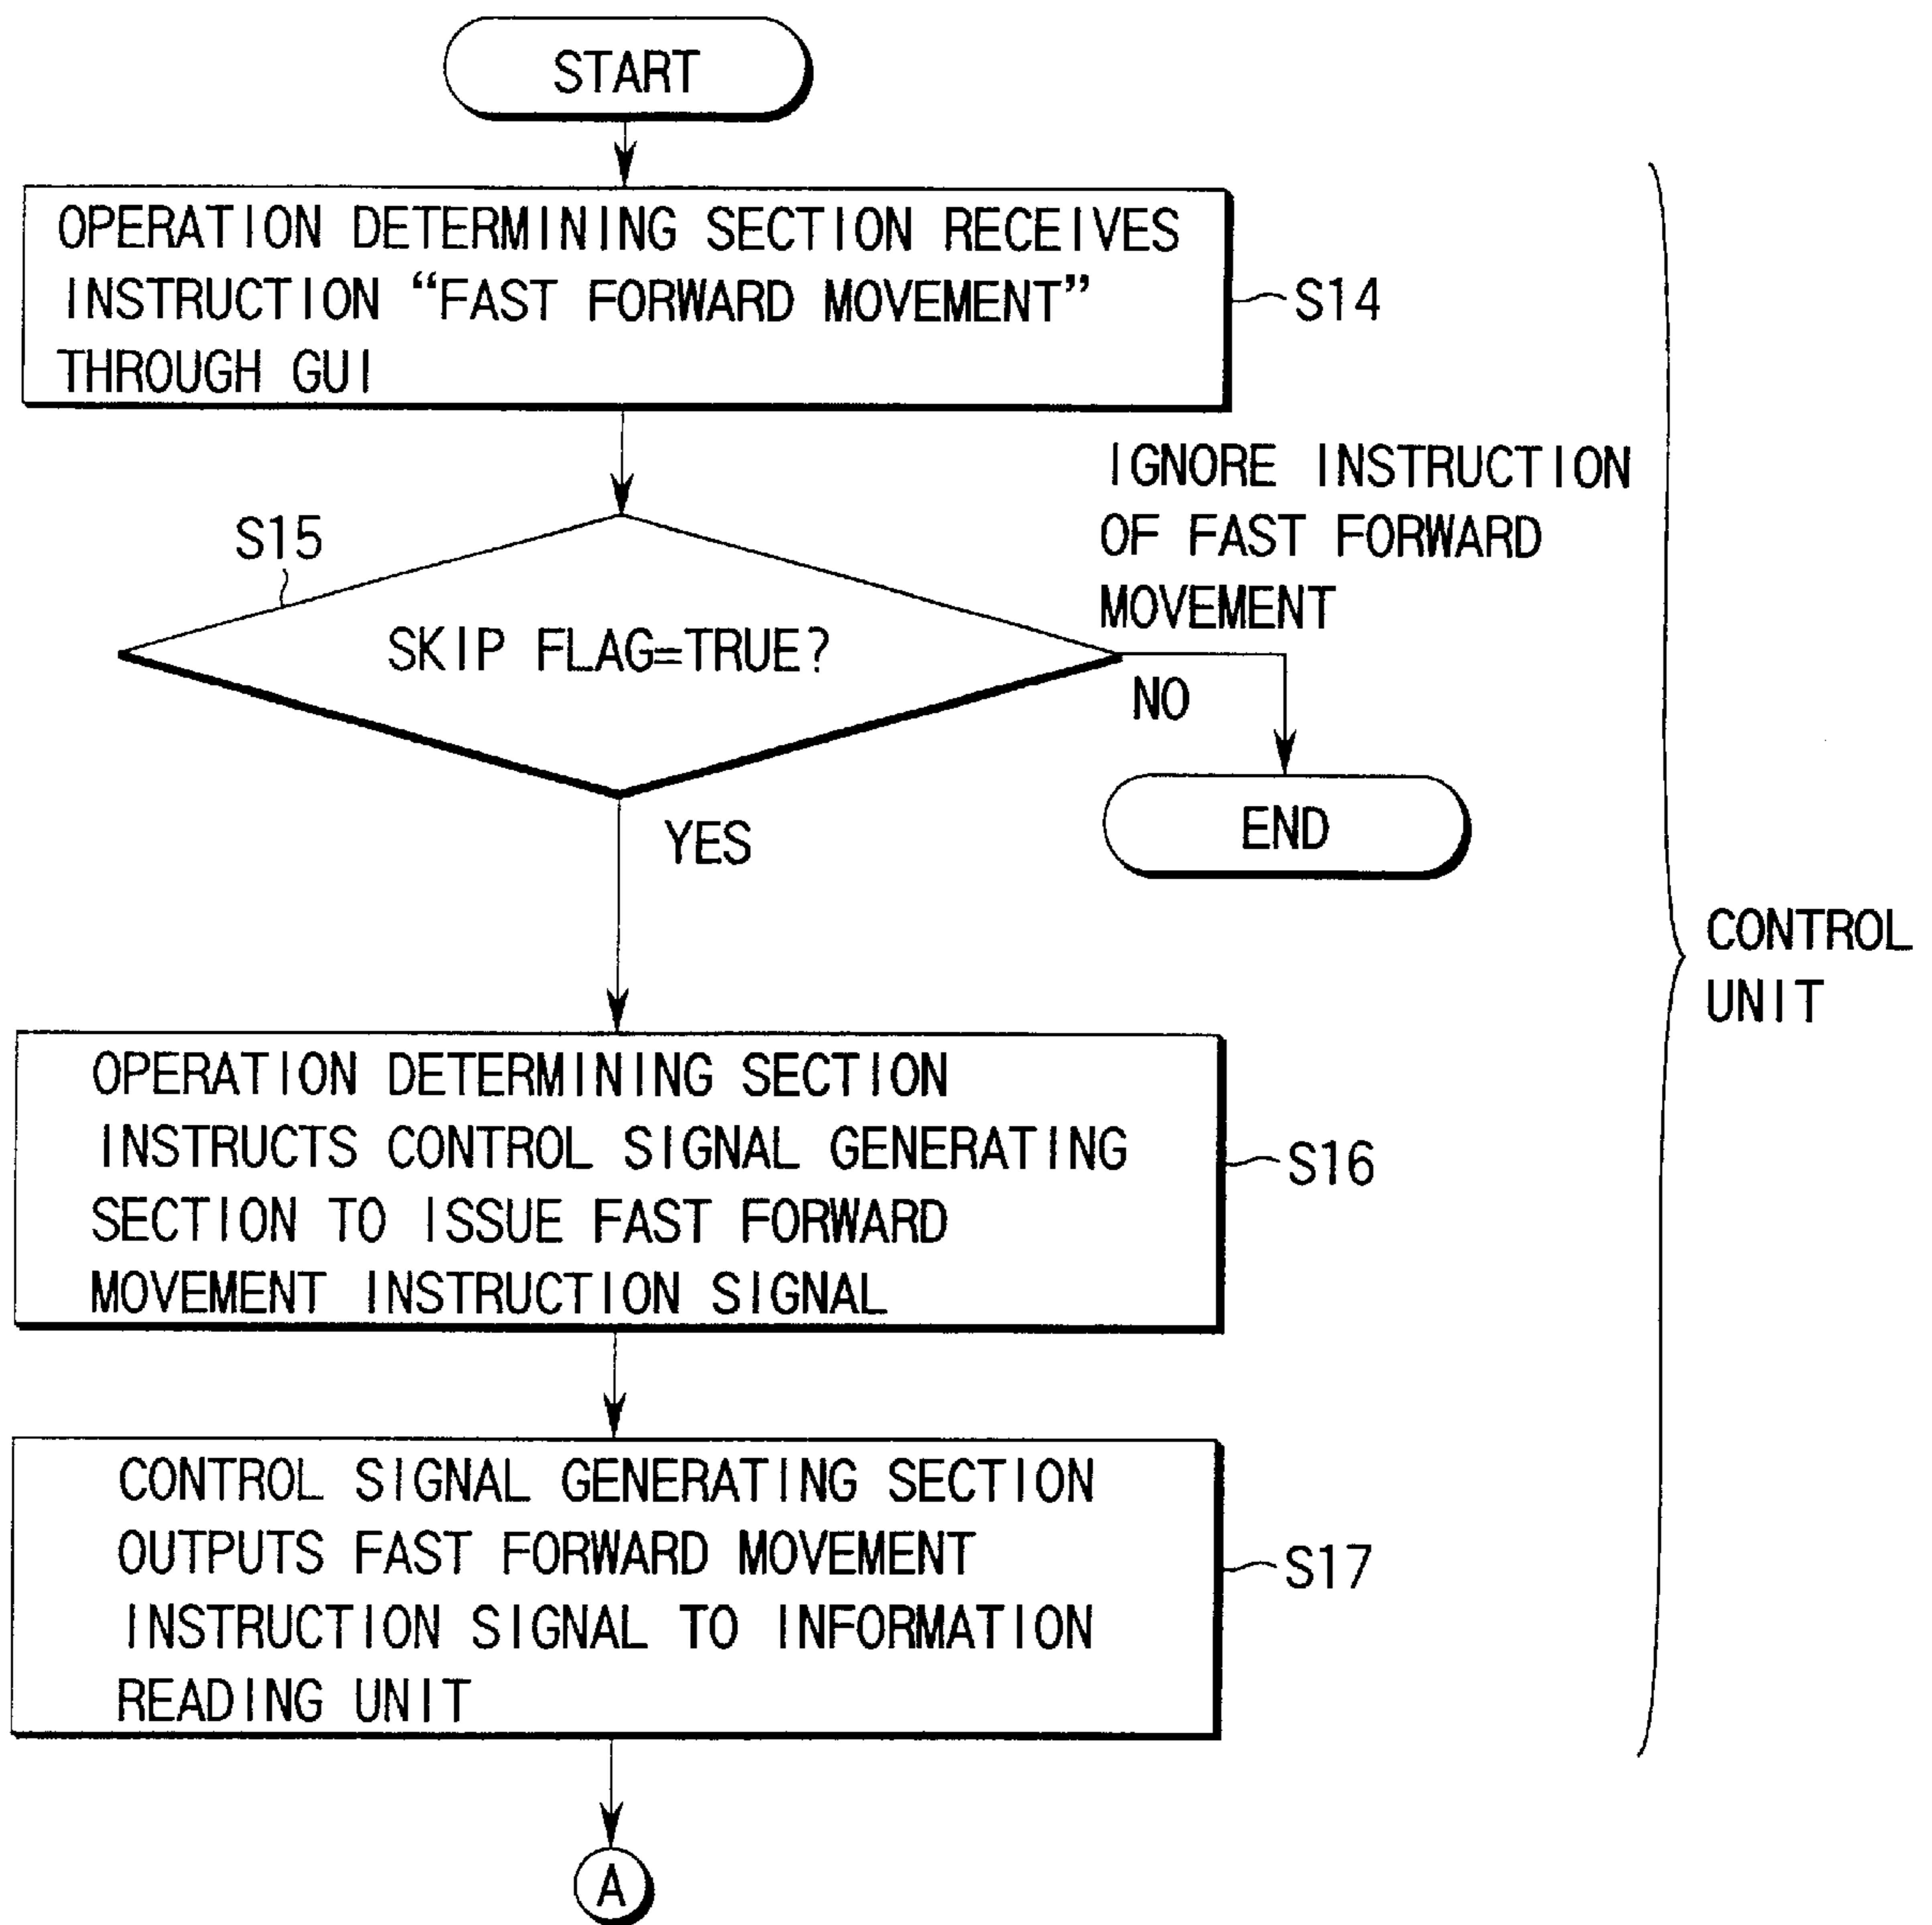 START
OPERATION DETERMINING SECTION RECEIVES
INSTRUCTION “FAST FORWARD MOVEMENT”
THROUGH GUI
S14
IGNORE INSTRUCTION
OF FAST FORWARD
MOVEMENT
S15
SKIP FLAG=TRUE?
NO
END
YES
CONTROL
UNIT
OPERATION DETERMINING SECTION
INSTRUCTS CONTROL SIGNAL GENERATING
SECTION TO ISSUE FAST FORWARD
MOVEMENT INSTRUCTION SIGNAL
S16
CONTROL SIGNAL GENERATING SECTION
OUTPUTS FAST FORWARD MOVEMENT
INSTRUCTION SIGNAL TO INFORMATION
READING UNIT
S17
A